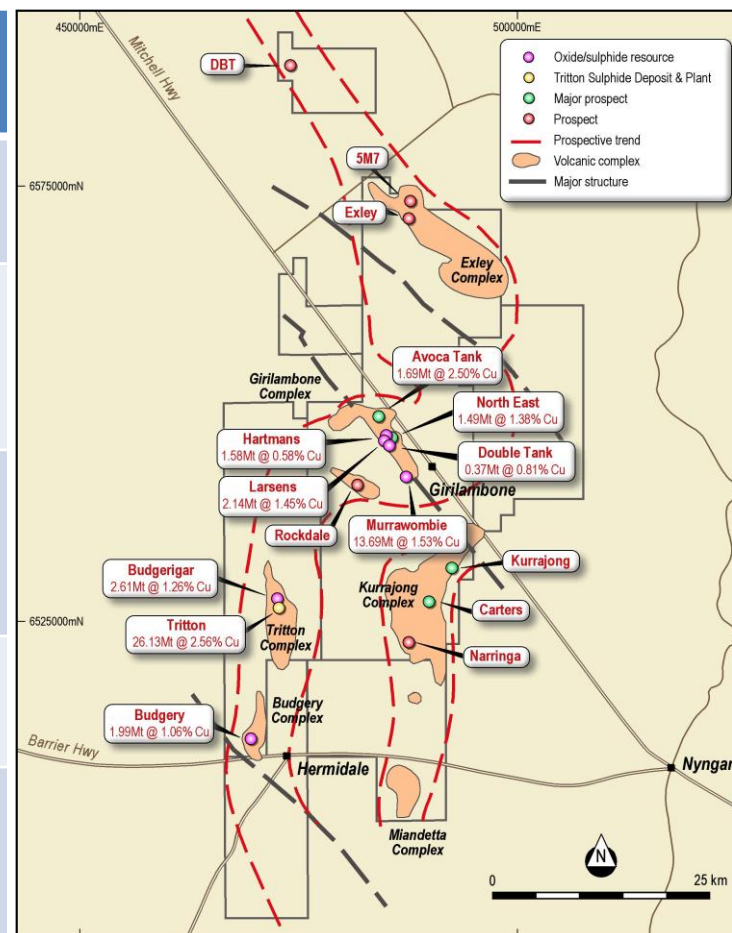 450000mE
500000mE
Mitchell Hwy
DBT
Oxide/sulphide resource
Tritton Sulphide Deposit & Plant
Major prospect
Prospect
Prospective trend
Volcanic complex
Major structure
5M7
6575000mN
Exley
Exley
Complex
Avoca Tank
1.69Mt @ 2.50% Cu
Girilambone
Complex
North East
1.49Mt @ 1.38% Cu
Hartmans
1.58Mt @ 0.58% Cu
Double Tank
0.37Mt @ 0.81% Cu
Larsens
2.14Mt @ 1.45% Cu
Girilambone
Rockdale
Murrawombie
13.69Mt @ 1.53% Cu
Kurrajong
Budgerigar
2.61Mt @ 1.26% Cu
Kurrajong
Complex
Carters
6525000mN
Tritton
26.13Mt @ 2.56% Cu
Tritton
Complex
Narringa
Budgery
1.99Mt @ 1.06% Cu
Budgery
Complex
Barrier Hwy
Hermidale
Nyngan
Miandetta
Complex
N
0
25 km